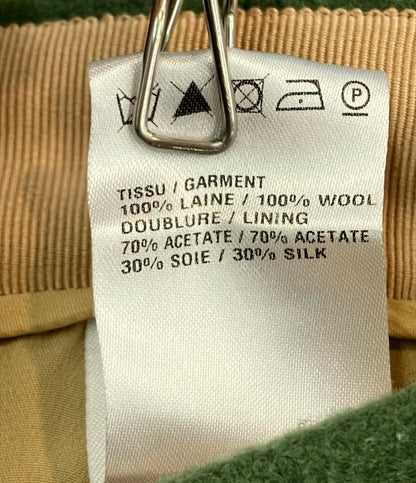 P
TISSU / GARMENT
100% LAINE / 100% WOOL
DOUBLURE / LINING
70% ACETATE / 70% ACETATE
30% SOIE / 30% SILK